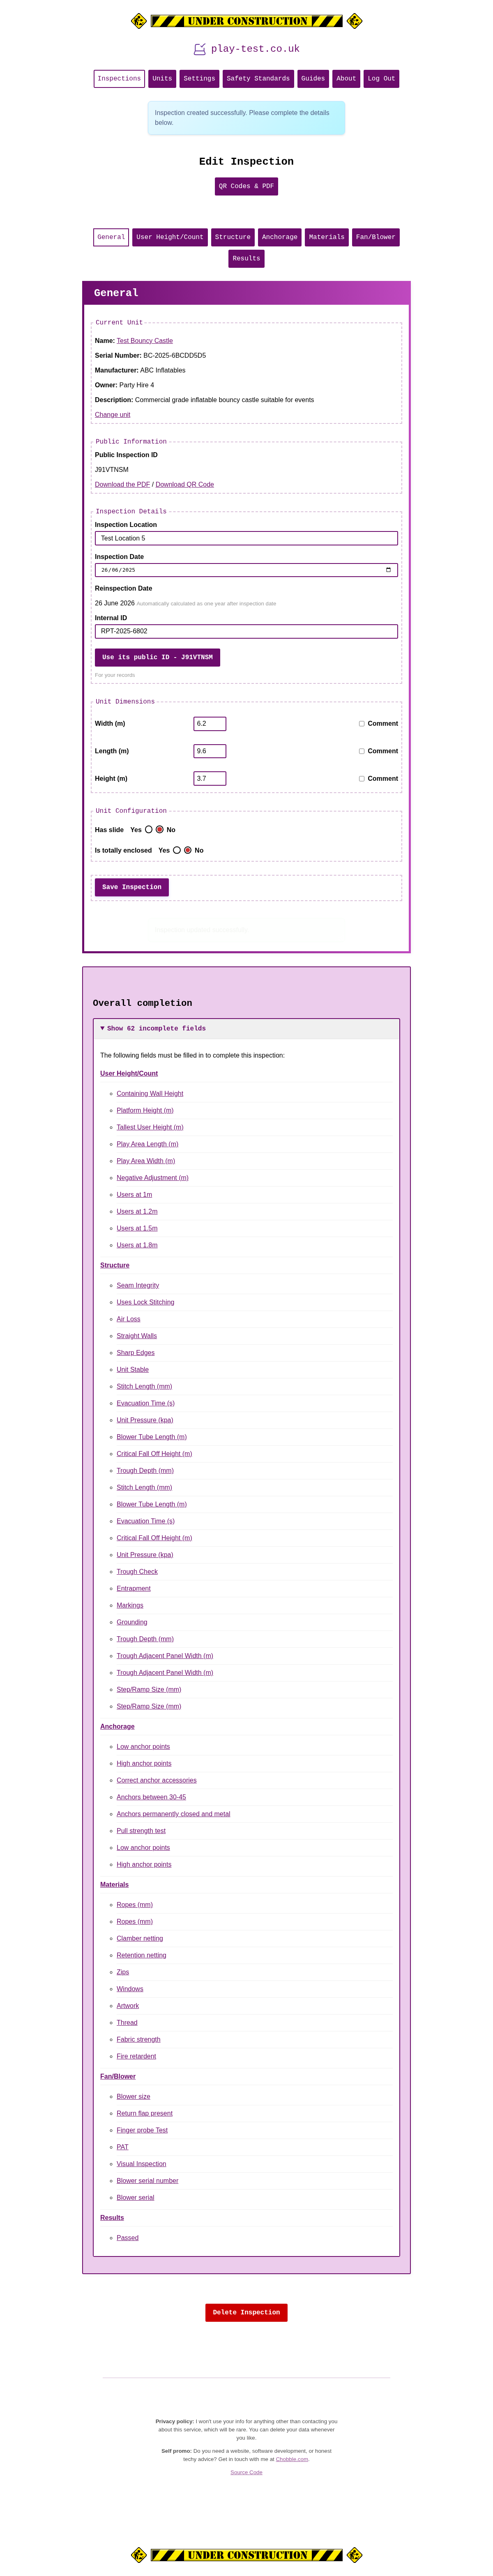 UNDER CONSTRUCTION
play-test.co.uk
Inspections Units Settings Safety Standards Guides About Log Out
Inspection created successfully. Please complete the details
below.
Edit Inspection
QR Codes & PDF
General User Height/Count Structure Anchorage Materials Fan/Blower
Results
General
Current Unit
Name: Test Bouncy Castle
Serial Number: BC-2025-6BCDD5D5
Manufacturer: ABC Inflatables
Owner: Party Hire 4
Description: Commercial grade inflatable bouncy castle suitable for events
Change unit
Public Information
Public Inspection ID
J91VTNSM
Download the PDF / Download QR Code
Inspection Details
Inspection Location
Test Location 5
Inspection Date
26/06/2025
Reinspection Date
26 June 2026 Automatically calculated as one year after inspection date
Internal ID
RPT-2025-6802
Use its public ID - J91VTNSM
For your records
Unit Dimensions
Width (m) 6.2 Comment
Length (m) 9.6 Comment
Height (m) 3.7 Comment
Unit Configuration
Has slide Yes No
Is totally enclosed Yes No
Save Inspection
Overall completion
▼ Show 62 incomplete fields
The following fields must be filled in to complete this inspection:
User Height/Count
Containing Wall Height
Platform Height (m)
Tallest User Height (m)
Play Area Length (m)
Play Area Width (m)
Negative Adjustment (m)
Users at 1m
Users at 1.2m
Users at 1.5m
Users at 1.8m
Structure
Seam Integrity
Uses Lock Stitching
Air Loss
Straight Walls
Sharp Edges
Unit Stable
Stitch Length (mm)
Evacuation Time (s)
Unit Pressure (kpa)
Blower Tube Length (m)
Critical Fall Off Height (m)
Trough Depth (mm)
Stitch Length (mm)
Blower Tube Length (m)
Evacuation Time (s)
Critical Fall Off Height (m)
Unit Pressure (kpa)
Trough Check
Entrapment
Markings
Grounding
Trough Depth (mm)
Trough Adjacent Panel Width (m)
Trough Adjacent Panel Width (m)
Step/Ramp Size (mm)
Step/Ramp Size (mm)
Anchorage
Low anchor points
High anchor points
Correct anchor accessories
Anchors between 30-45
Anchors permanently closed and metal
Pull strength test
Low anchor points
High anchor points
Materials
Ropes (mm)
Ropes (mm)
Clamber netting
Retention netting
Zips
Windows
Artwork
Thread
Fabric strength
Fire retardent
Fan/Blower
Blower size
Return flap present
Finger probe Test
PAT
Visual Inspection
Blower serial number
Blower serial
Results
Passed
Delete Inspection
Privacy policy: I won't use your info for anything other than contacting you
about this service, which will be rare. You can delete your data whenever
you like.
Self promo: Do you need a website, software development, or honest
techy advice? Get in touch with me at Chobble.com.
Source Code
UNDER CONSTRUCTION